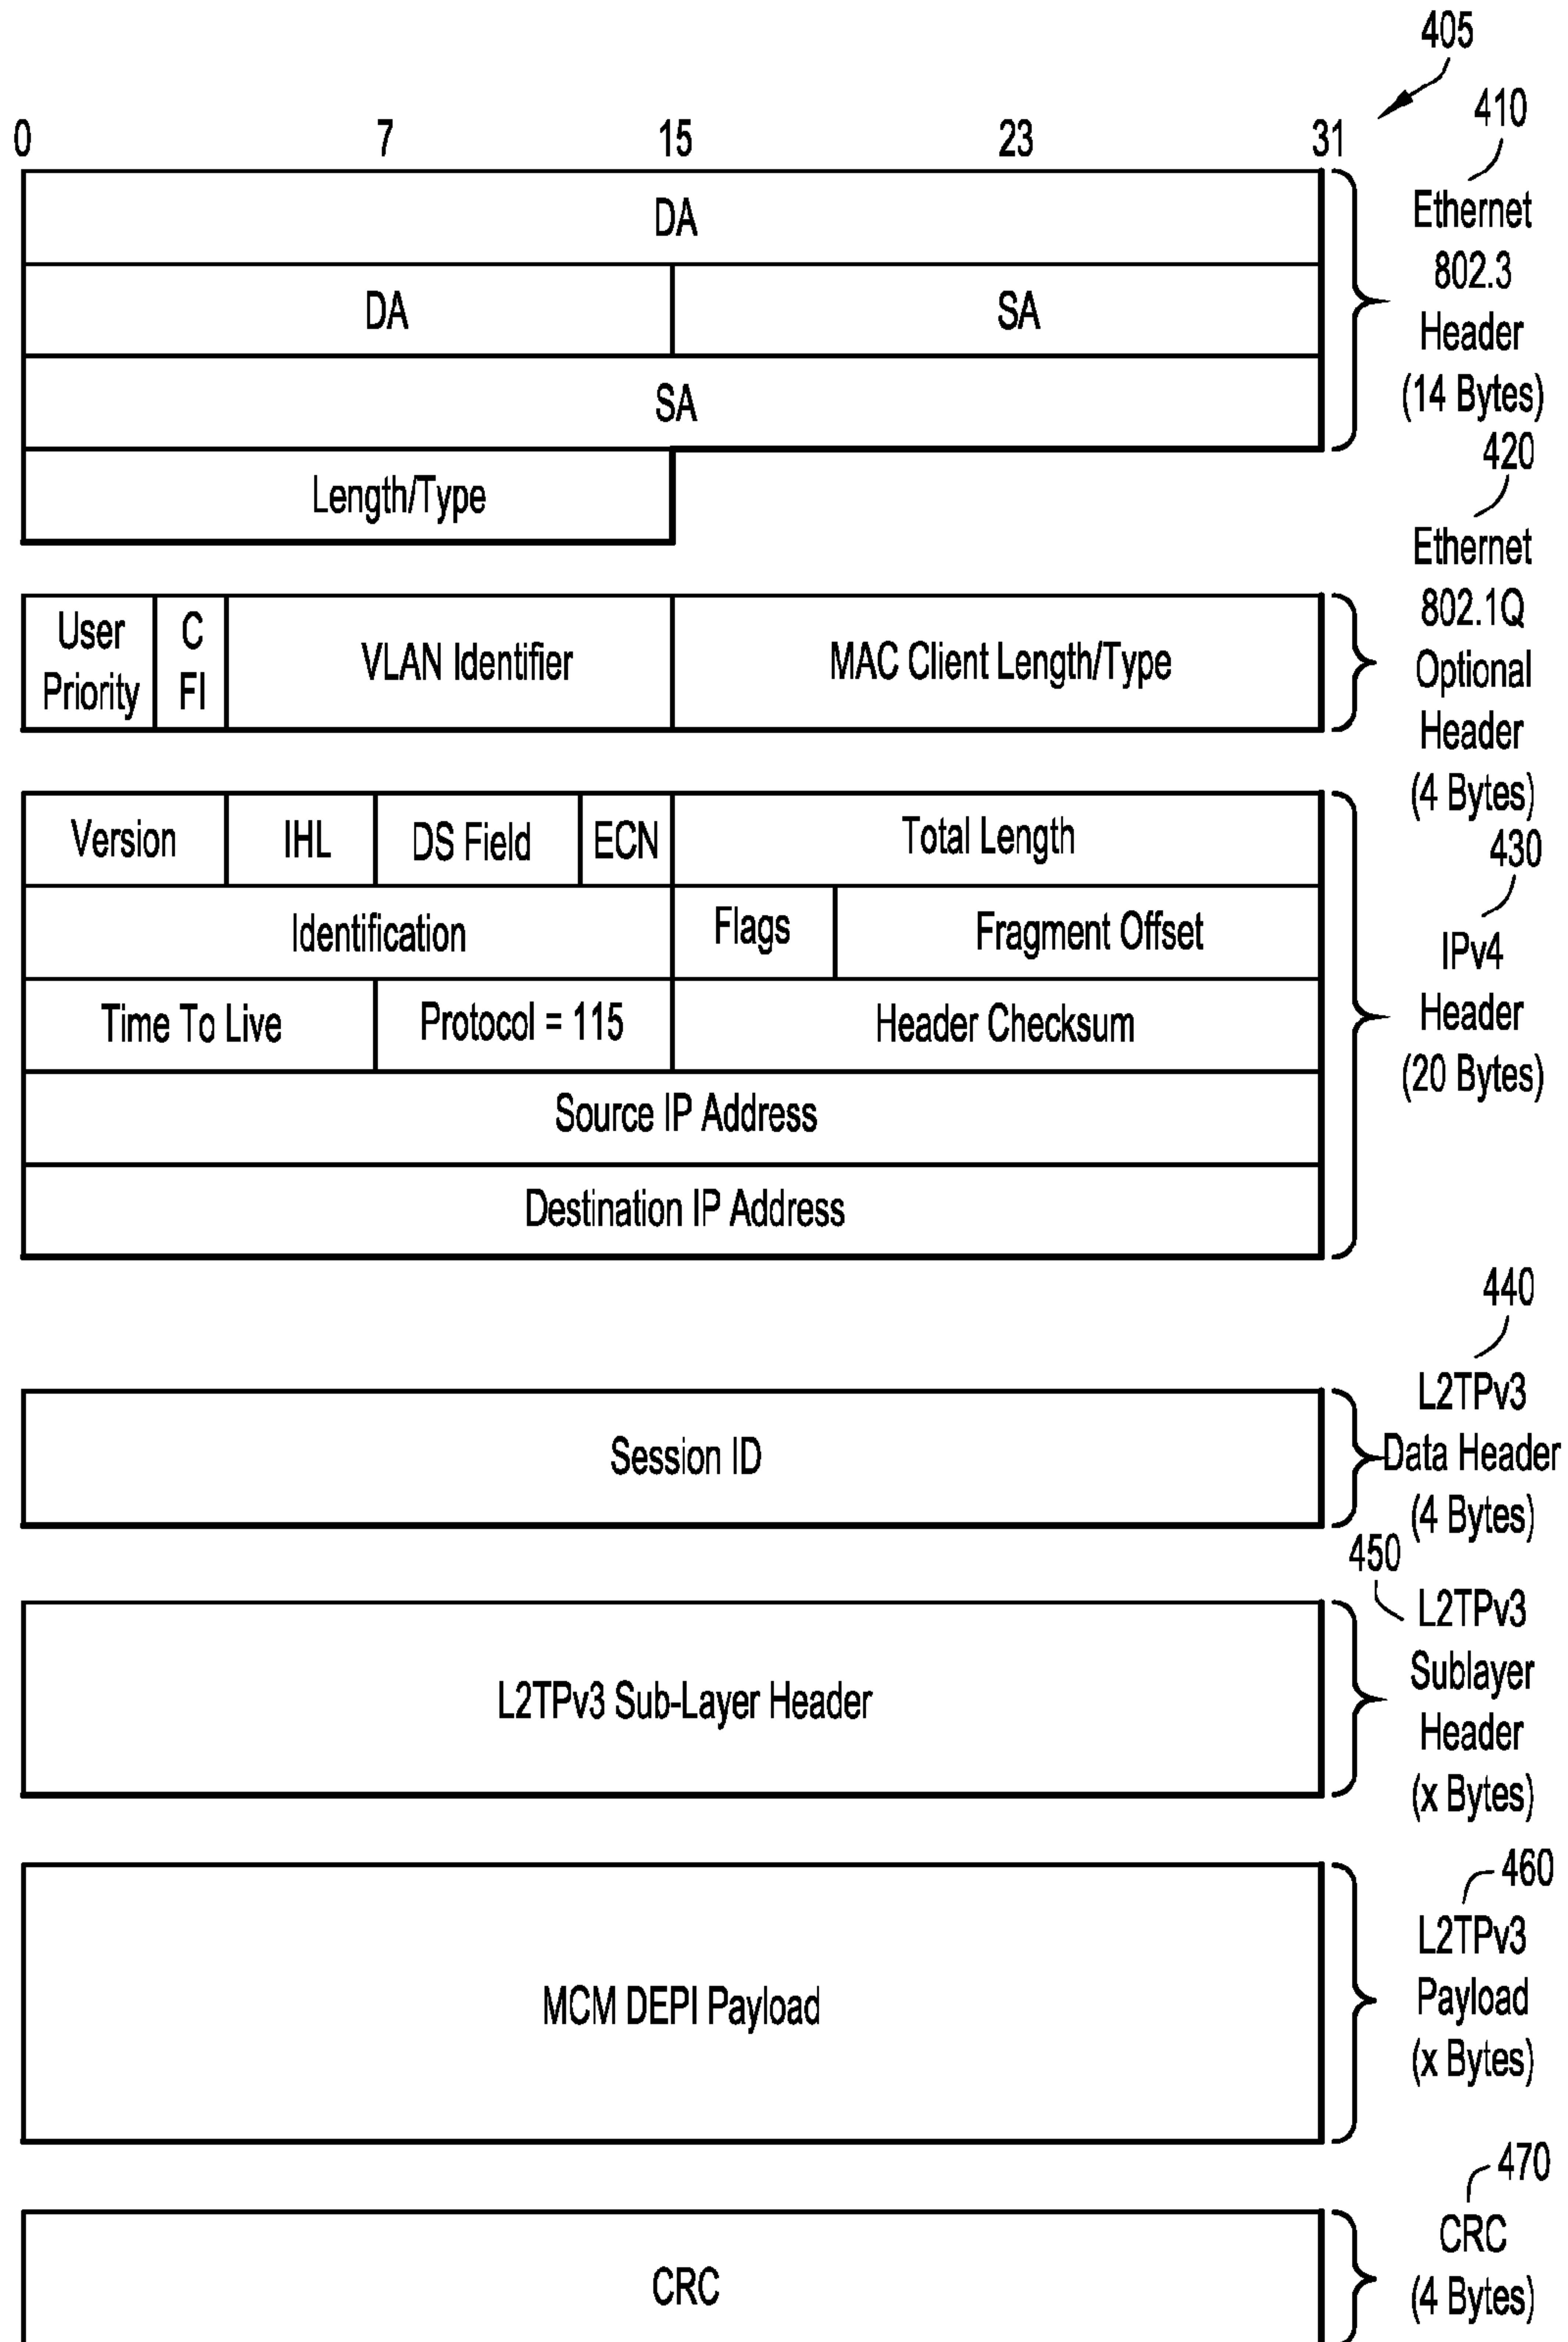 405
0 7 15 23 31
410
DA
Ethernet
802.3
Header
(14 Bytes)
DA SA
SA
Length/Type
420
Ethernet
802.1Q
Optional
Header
(4 Bytes)
User
Priority
C
FI
VLAN Identifier
MAC Client Length/Type
Version IHL DS Field ECN Total Length
430
IPv4
Header
(20 Bytes)
Identification Flags Fragment Offset
Time To Live Protocol = 115 Header Checksum
Source IP Address
Destination IP Address
440
L2TPv3
Data Header
(4 Bytes)
Session ID
450
L2TPv3
Sublayer
Header
(x Bytes)
L2TPv3 Sub-Layer Header
460
L2TPv3
Payload
(x Bytes)
MCM DEPI Payload
470
CRC
(4 Bytes)
CRC